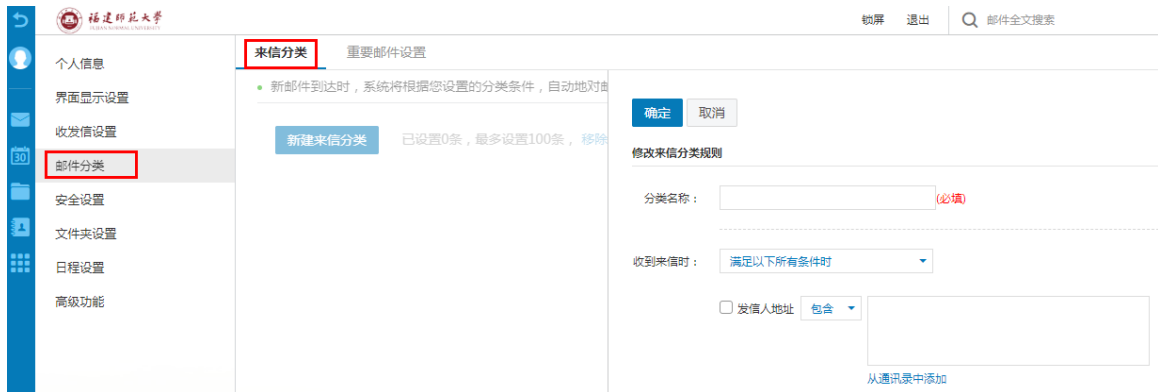 福建师范大学
FUJIAN NORMAL UNIVERSITY
锁屏 退出 邮件全文搜索
个人信息
界面显示设置
收发信设置
邮件分类
安全设置
文件夹设置
日程设置
高级功能
30
来信分类 重要邮件设置
新邮件到达时，系统将根据您设置的分类条件，自动地对
新建来信分类 已设置0条，最多设置100条，移除
确定 取消
修改来信分类规则
分类名称： (必填)
收到来信时： 满足以下所有条件时
发信人地址 包含
从通讯录中添加